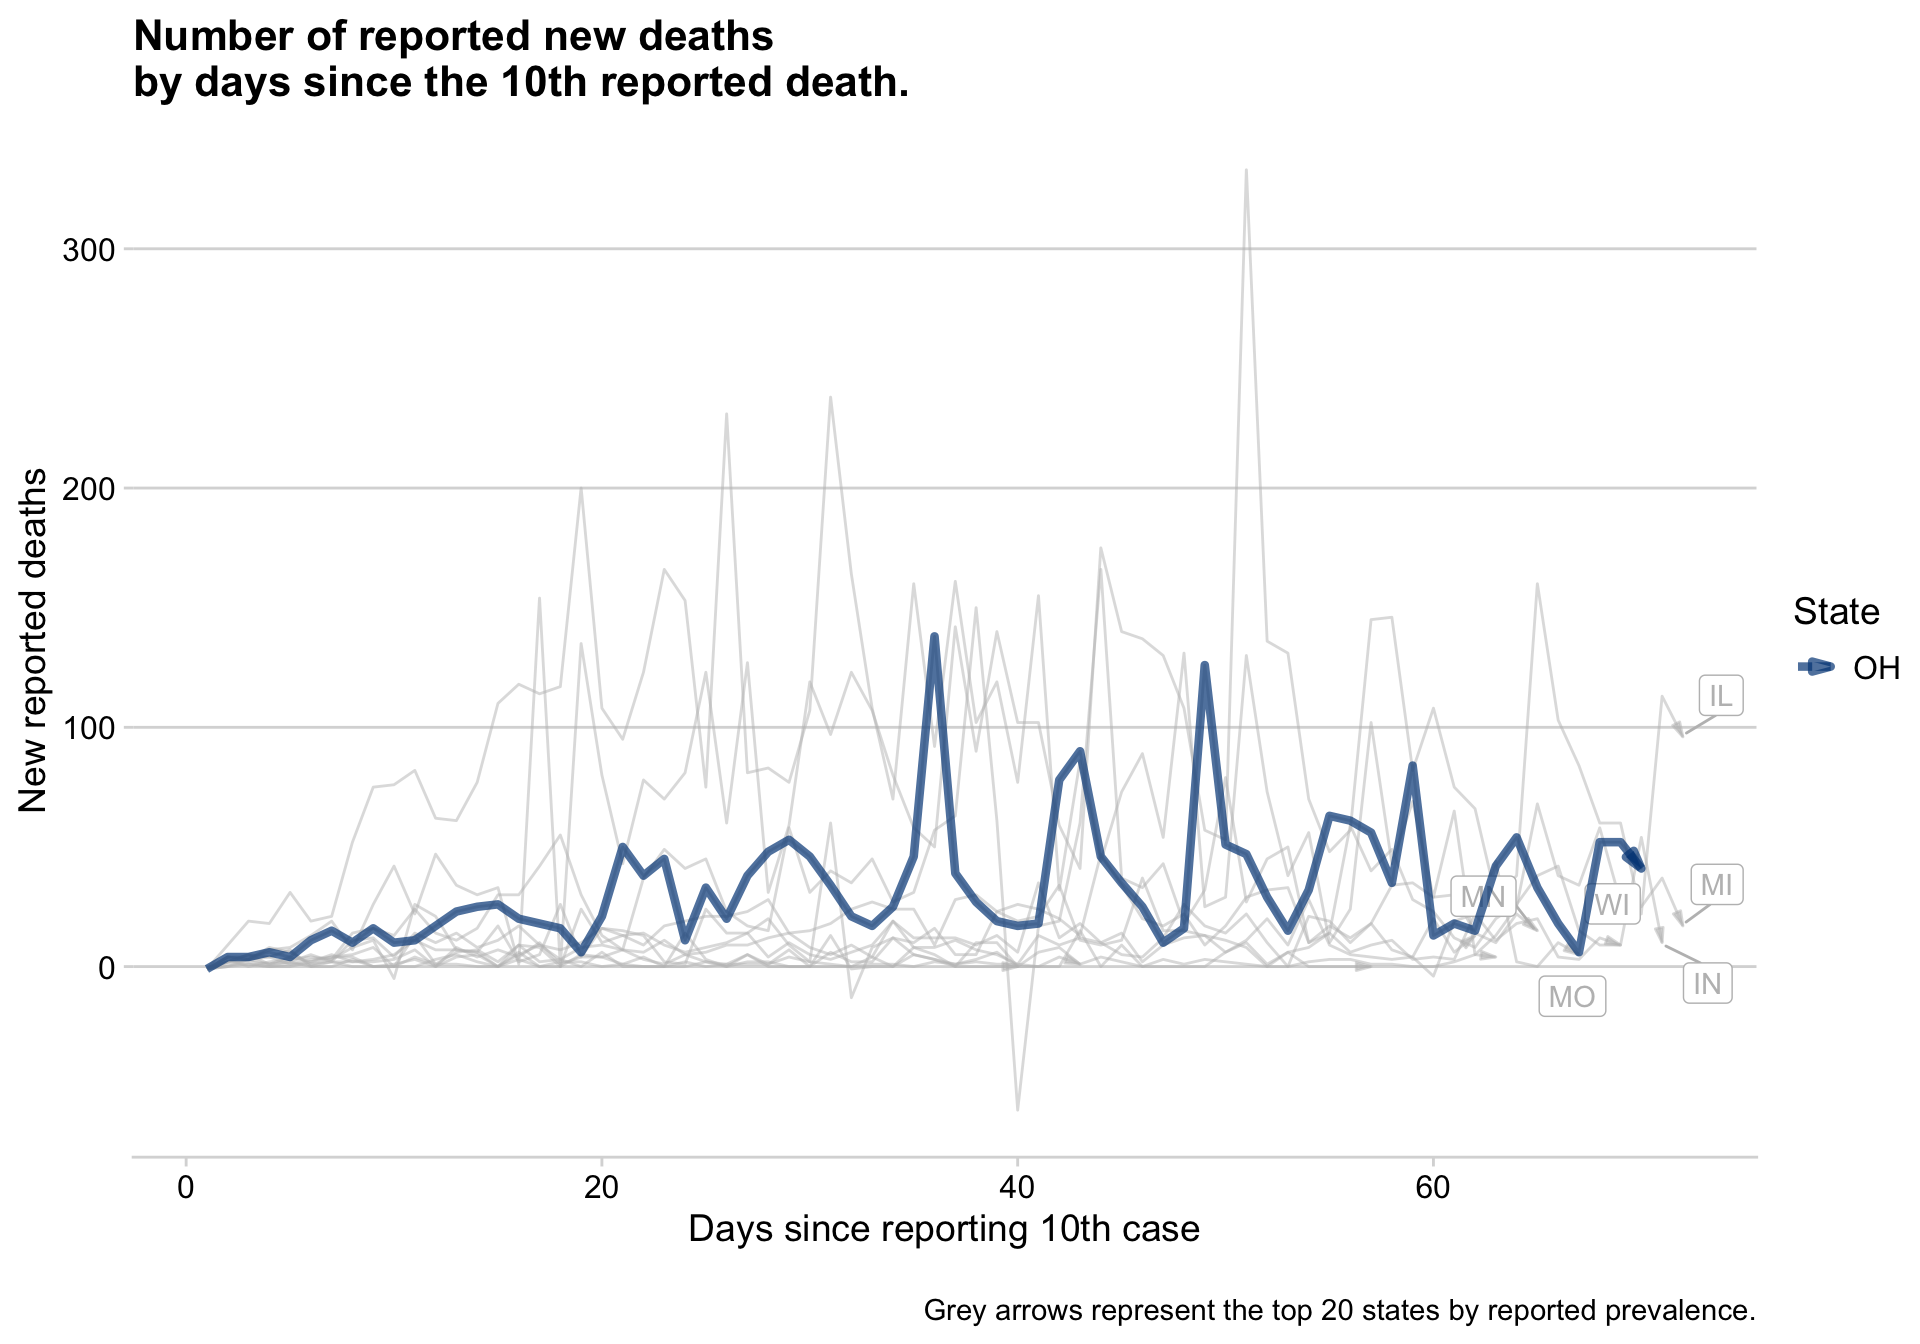 Number of reported new deaths
by days since the 10th reported death.
New reported deaths
300
200
100
0
0
20
40
60
Days since reporting 10th case
State
OH
IL
MI
MN
WI
IN
MO
Grey arrows represent the top 20 states by reported prevalence.